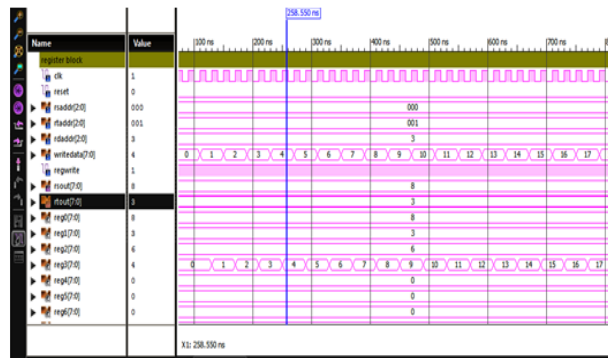 258.550 ns
Name Value |100 ns |200 ns |300 ns |400 ns |500 ns |600 ns |700 ns
register block
clk 1
reset 0
rsaddr[2:0] 000 000
rtaddr[2:0] 001 001
rdaddr[2:0] 3 3
writedata[7:0] 4 0 1 2 3 4 5 6 7 8 9 10 11 12 13 14 15 16 17
regwrite 1
rsout[7:0] 8 8
rtout[7:0] 3 3
reg0[7:0] 8 8
reg1[7:0] 3 3
reg2[7:0] 6 6
reg3[7:0] 4 0 1 2 3 4 5 6 7 8 9 10 11 12 13 14 15 16 17
reg4[7:0] 0 0
reg5[7:0] 0 0
reg6[7:0] 0 0
X1: 258.550 ns